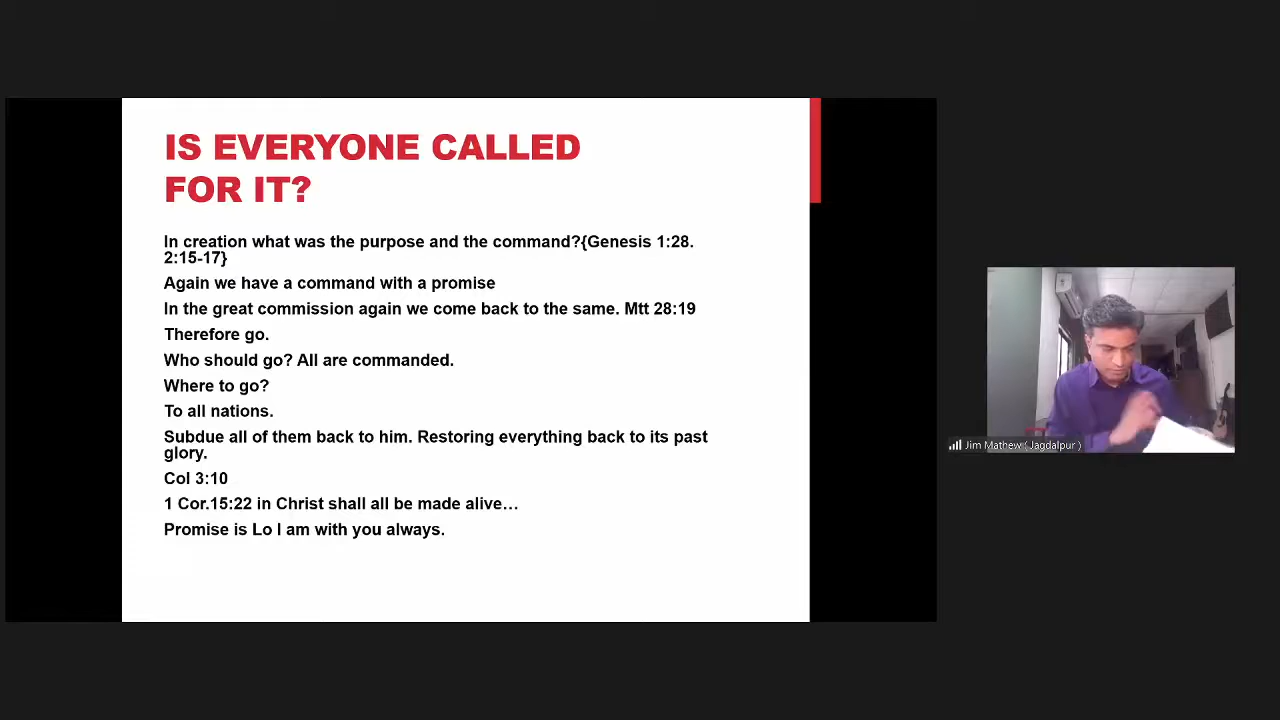 IS EVERYONE CALLED
FOR IT?
In creation what was the purpose and the command?{Genesis 1:28.
2:15-17}
Again we have a command with a promise
In the great commission again we come back to the same. Mtt 28:19
Therefore go.
Who should go? All are commanded.
Where to go?
To all nations.
Subdue all of them back to him. Restoring everything back to its past
glory.
Col 3:10
1 Cor.15:22 in Christ shall all be made alive…
Promise is Lo I am with you always.
Jim Mathew ( Jagdalpur )